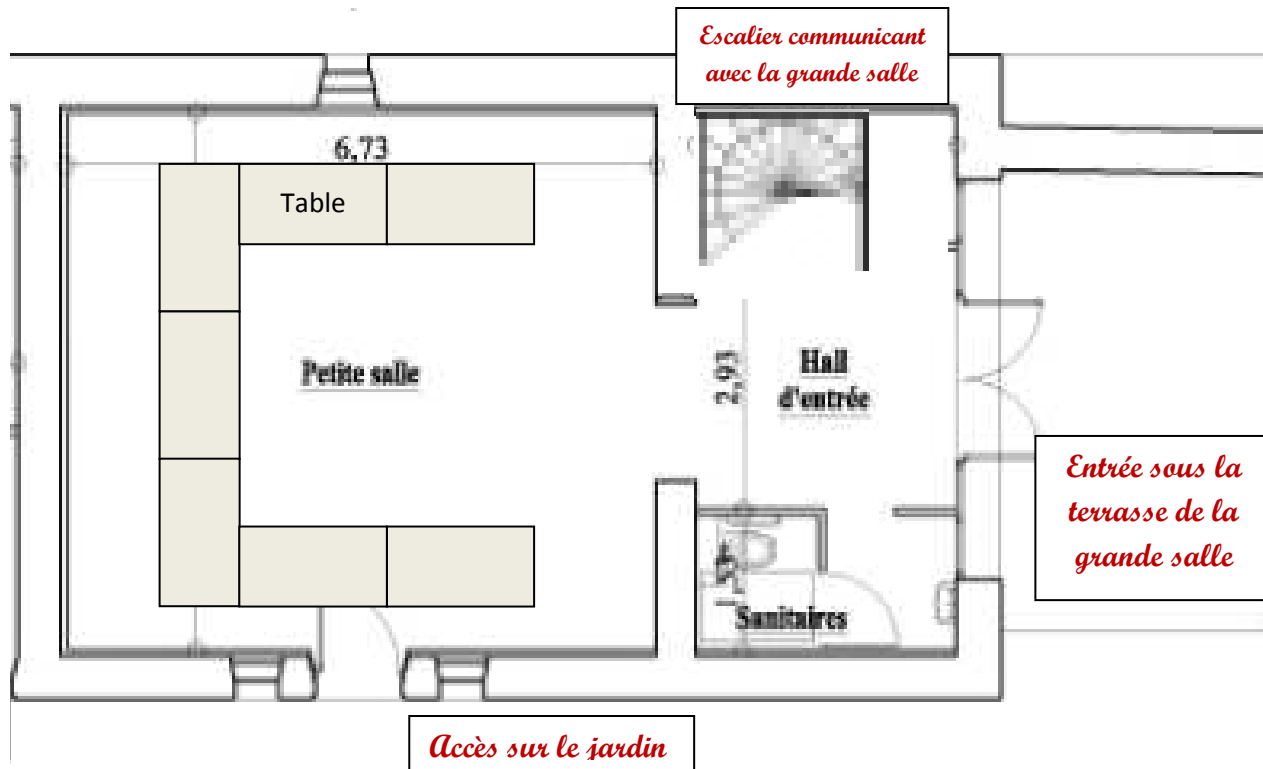 Escalier communicant
avec la grande salle
6,73
Table
Petite salle
2,93
Hall
d'entrée
Entrée sous la
terrasse de la
grande salle
Sanitaires
Accès sur le jardin